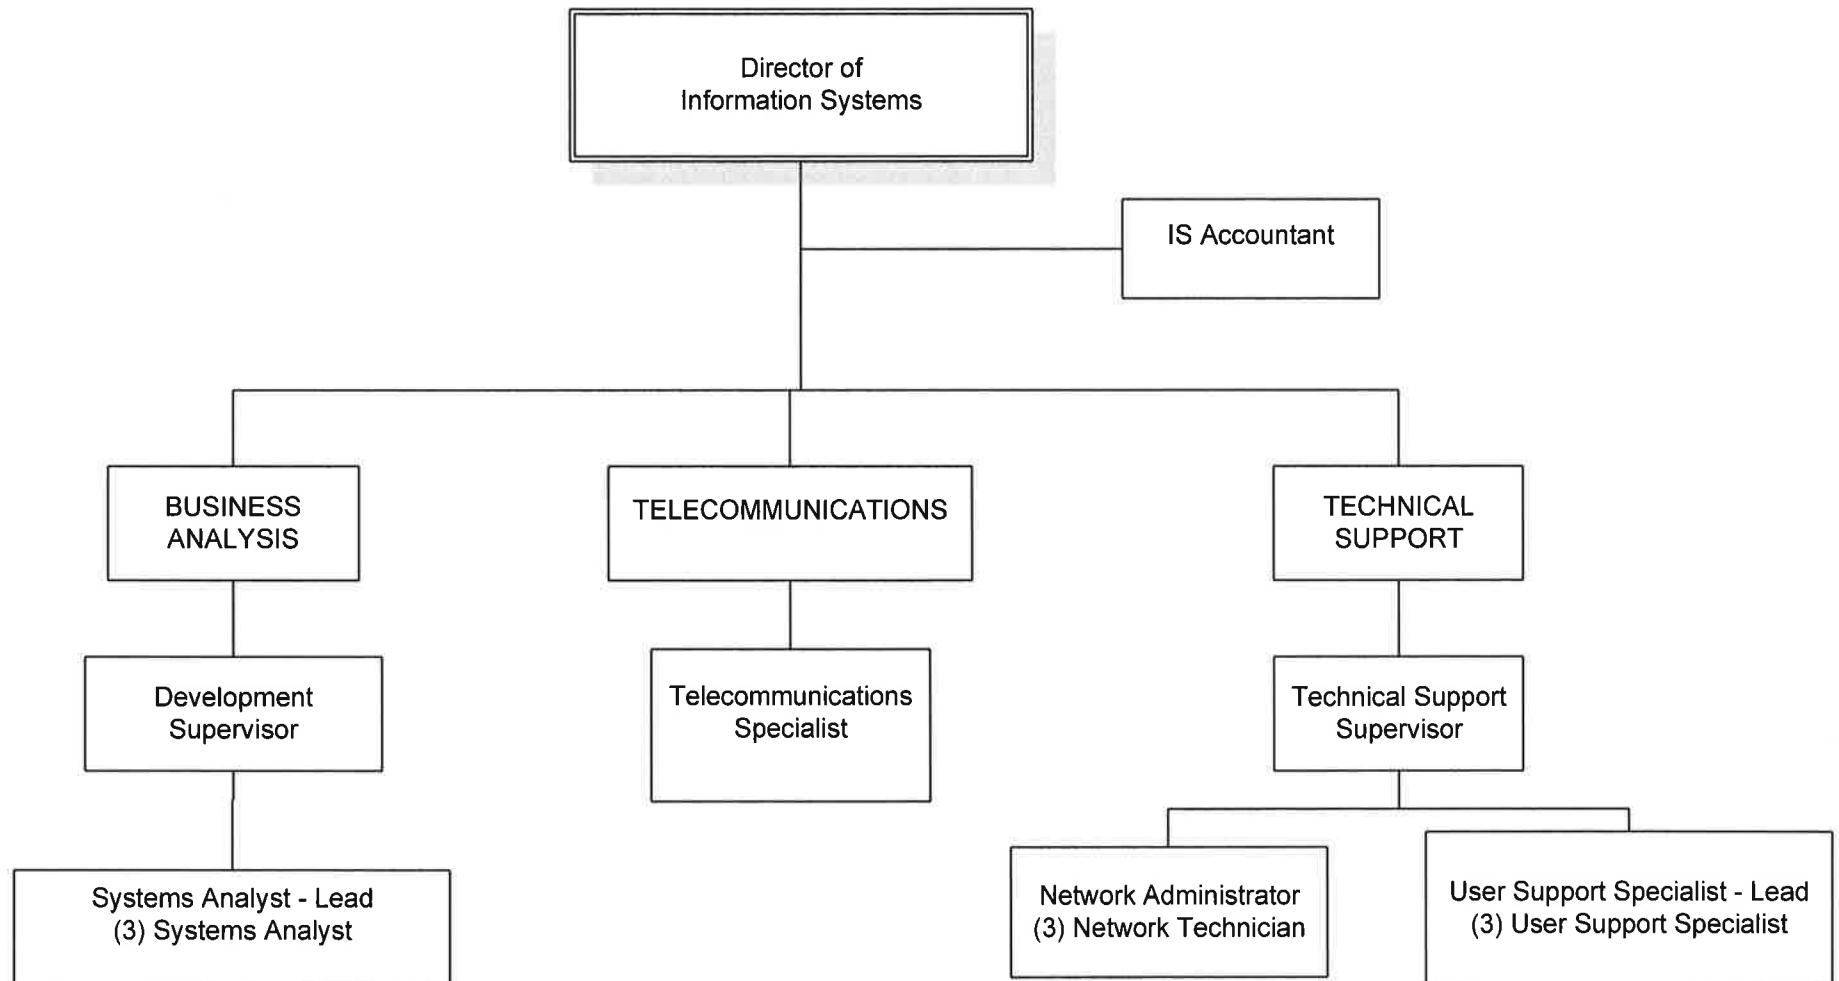 Director of
Information Systems
IS Accountant
BUSINESS
ANALYSIS
TELECOMMUNICATIONS
TECHNICAL
SUPPORT
Development
Supervisor
Telecommunications
Specialist
Technical Support
Supervisor
Systems Analyst - Lead
(3) Systems Analyst
Network Administrator
(3) Network Technician
User Support Specialist - Lead
(3) User Support Specialist